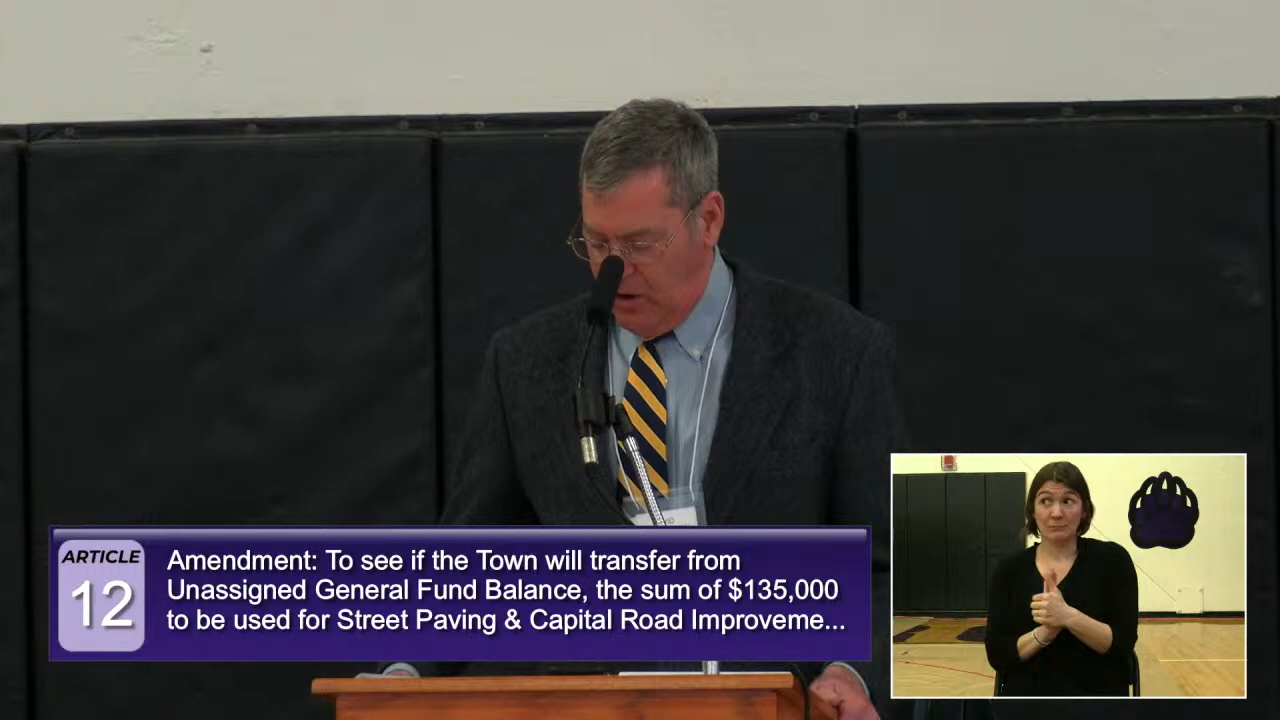 ARTICLE
12
Amendment: To see if the Town will transfer from
Unassigned General Fund Balance, the sum of $135,000
to be used for Street Paving & Capital Road Improveme...